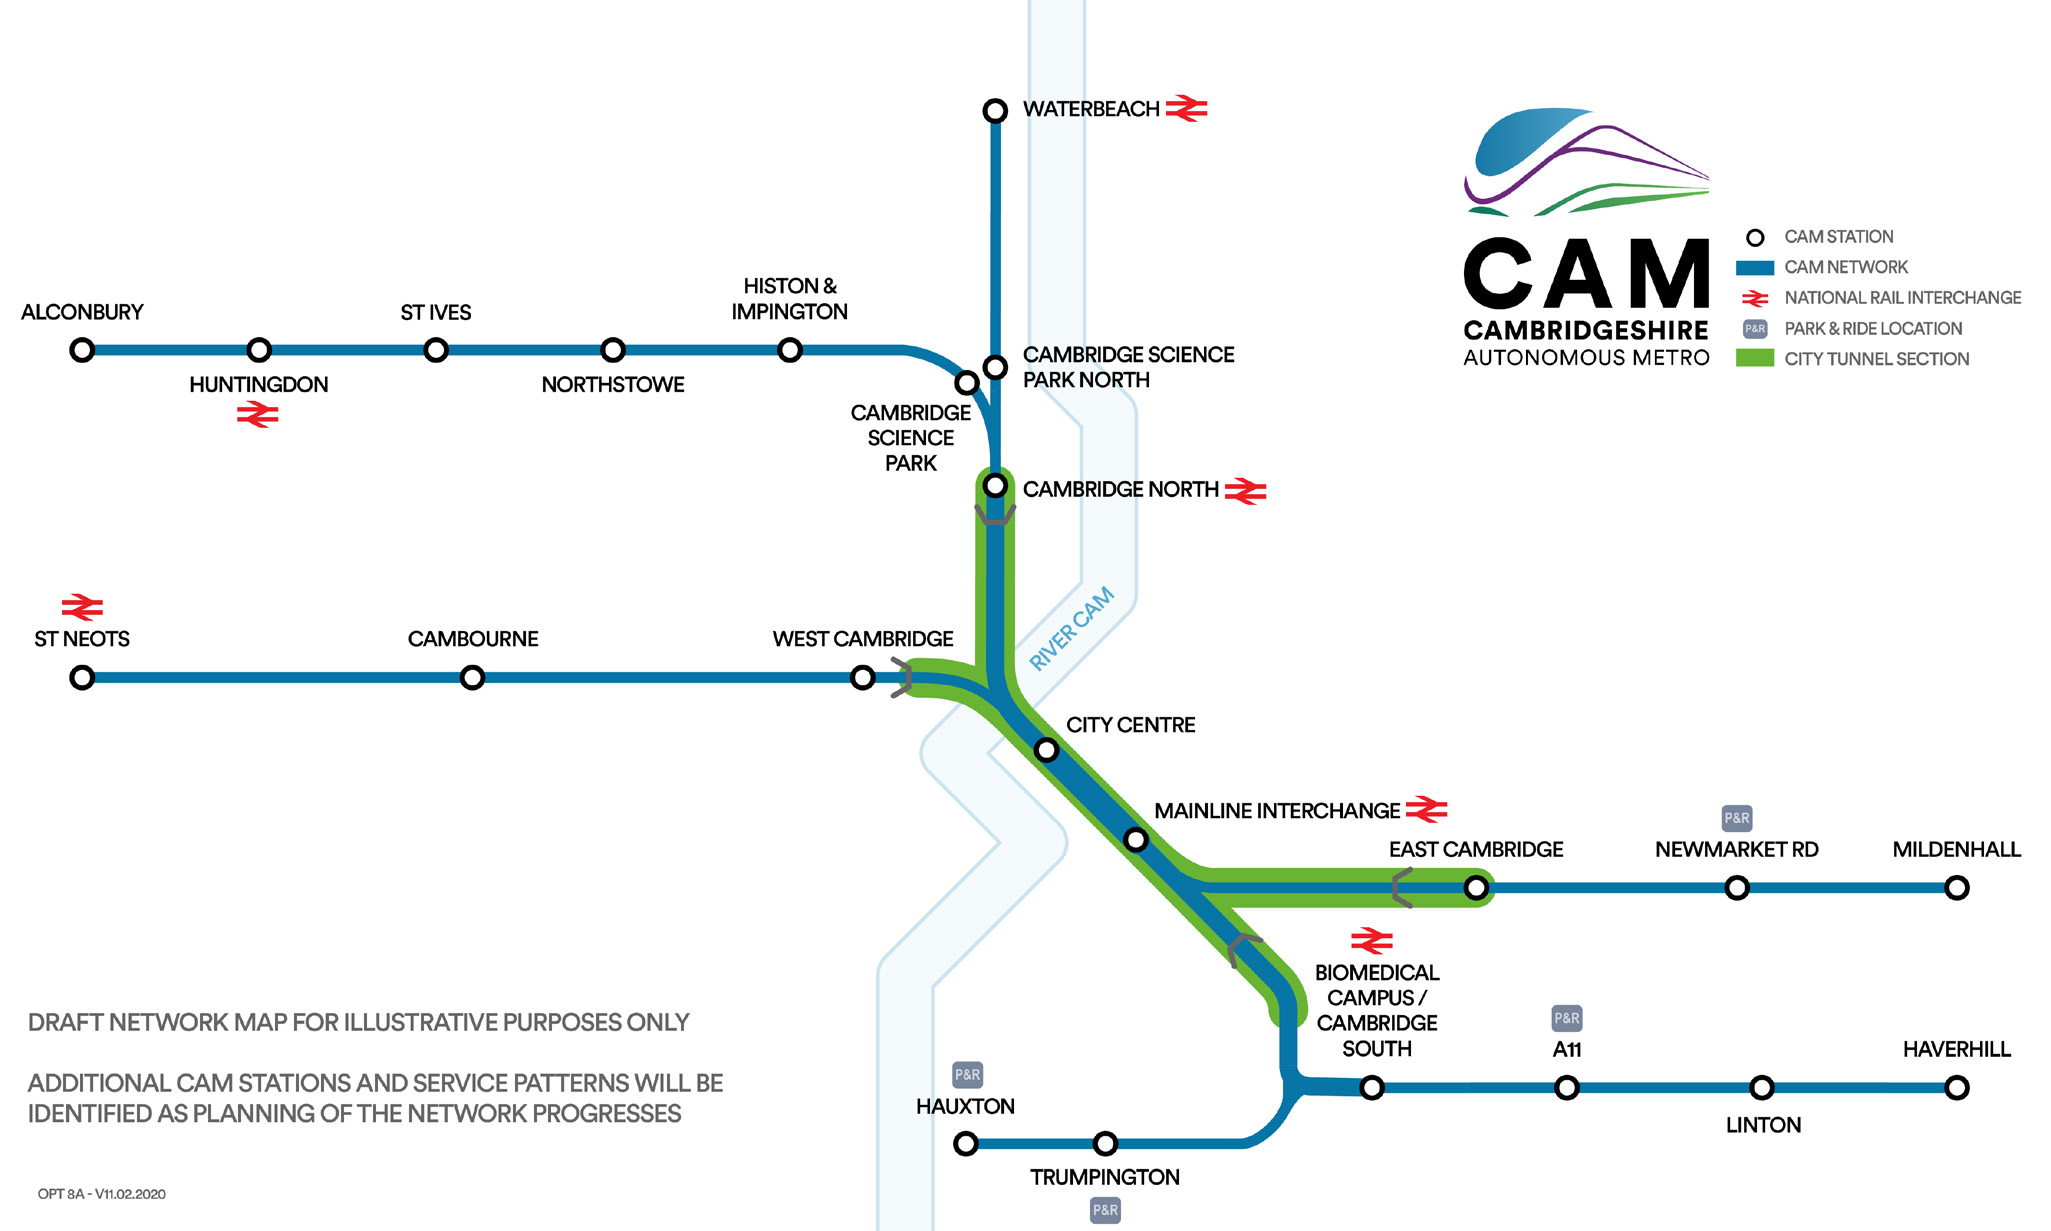 WATERBEACH
CAM
CAMBRIDGESHIRE
AUTONOMOUS METRO
CAM STATION
CAM NETWORK
NATIONAL RAIL INTERCHANGE
P&R PARK & RIDE LOCATION
CITY TUNNEL SECTION
ALCONBURY
HUNTINGDON
ST IVES
NORTHSTOWE
HISTON &
IMPINGTON
CAMBRIDGE SCIENCE
PARK NORTH
CAMBRIDGE
SCIENCE
PARK
CAMBRIDGE NORTH
RIVER CAM
ST NEOTS
CAMBOURNE
WEST CAMBRIDGE
CITY CENTRE
MAINLINE INTERCHANGE
EAST CAMBRIDGE
P&R
NEWMARKET RD
MILDENHALL
BIOMEDICAL
CAMPUS /
CAMBRIDGE
SOUTH
P&R
A11
LINTON
HAVERHILL
P&R
HAUXTON
TRUMPINGTON
P&R
DRAFT NETWORK MAP FOR ILLUSTRATIVE PURPOSES ONLY
ADDITIONAL CAM STATIONS AND SERVICE PATTERNS WILL BE
IDENTIFIED AS PLANNING OF THE NETWORK PROGRESSES
OPT 8A - V11.02.2020